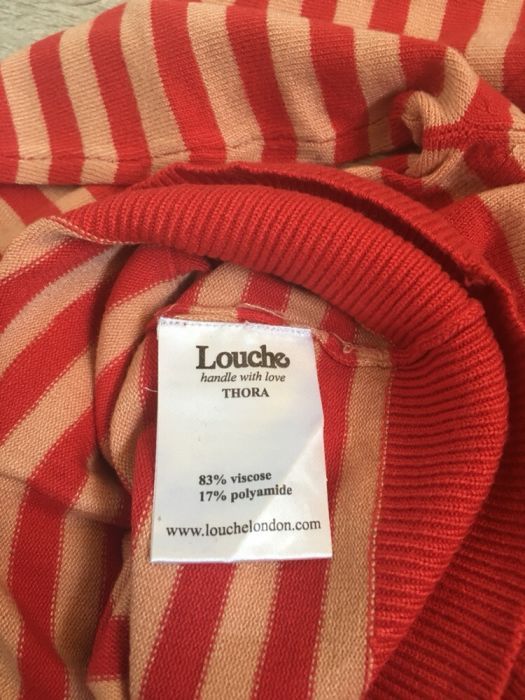 Louche
handle with love
THORA
83% viscose
17% polyamide
www.louchelondon.com